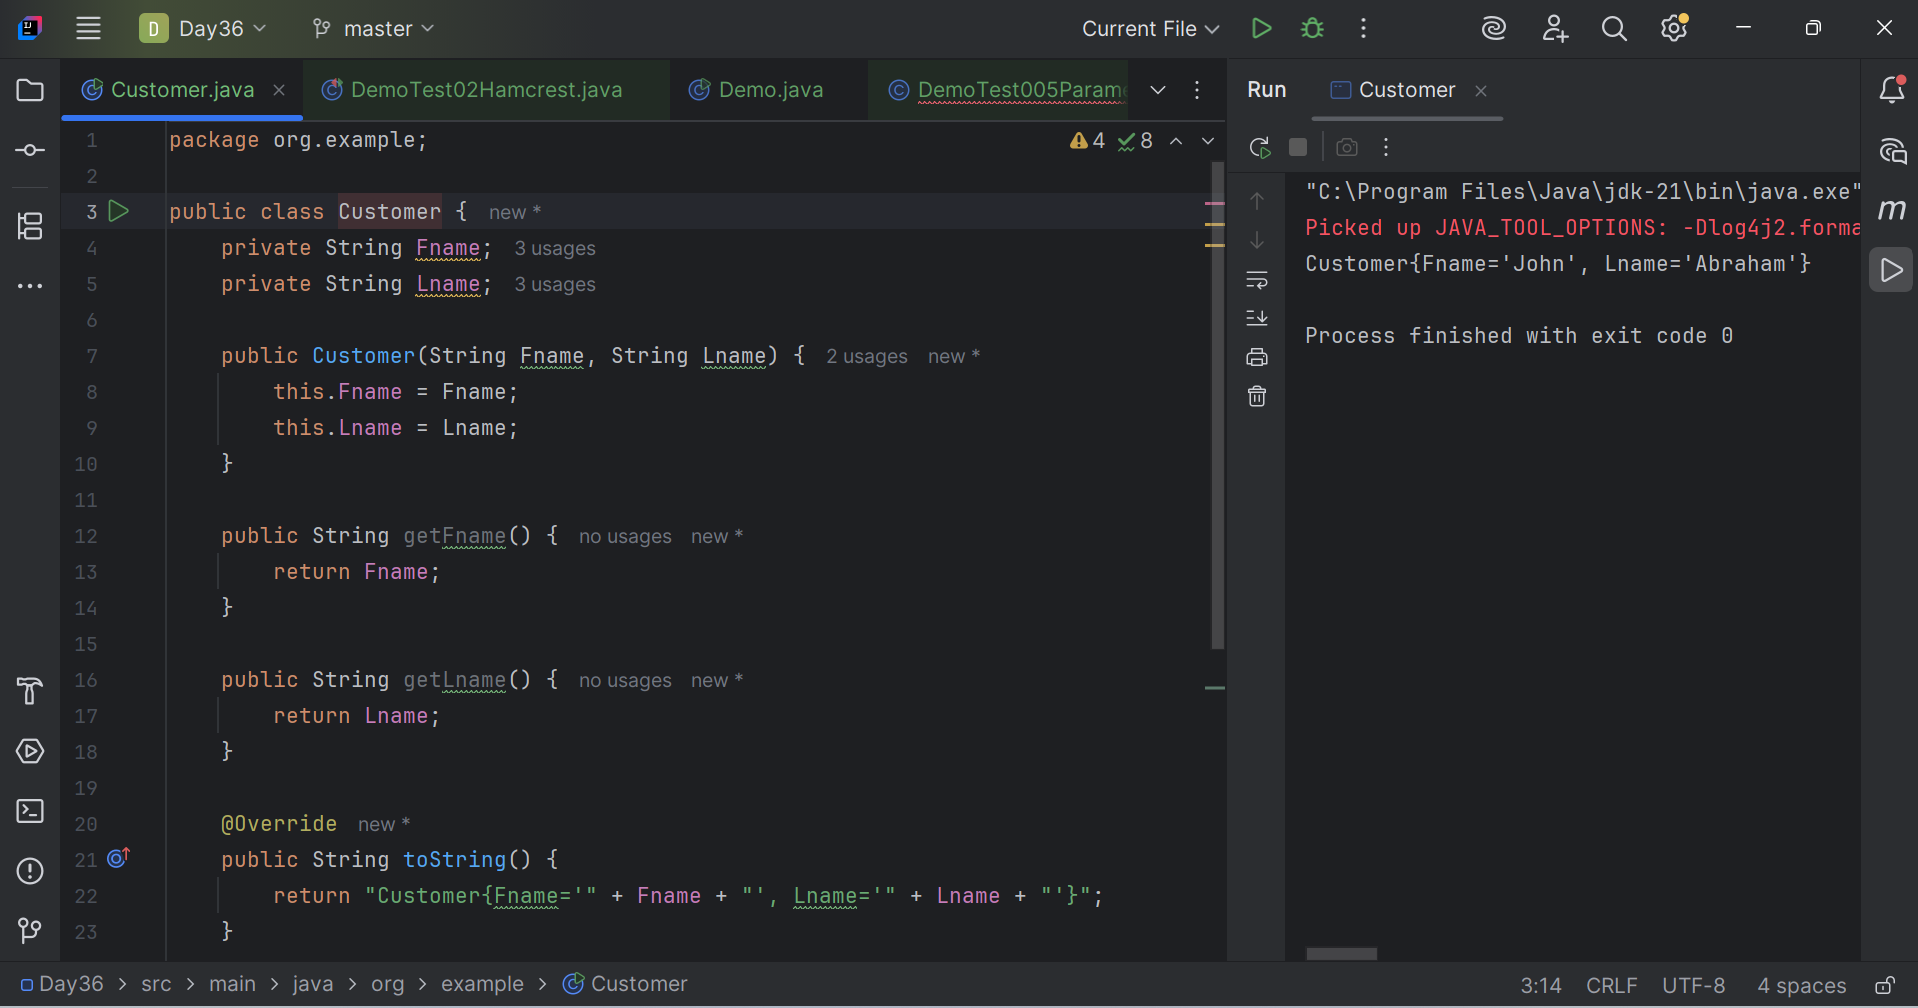 D Day36 master Current File
Customer.java DemoTest02Hamcrest.java Demo.java DemoTest005Parame
4 8
1 package org.example;
2
3 public class Customer { new *
4 private String Fname; 3 usages
5 private String Lname; 3 usages
6
7 public Customer(String Fname, String Lname) { 2 usages new *
8 this.Fname = Fname;
9 this.Lname = Lname;
10 }
11
12 public String getFname() { no usages new *
13 return Fname;
14 }
15
16 public String getLname() { no usages new *
17 return Lname;
18 }
19
20 @Override new *
21 public String toString() {
22 return "Customer{Fname='" + Fname + "', Lname='" + Lname + "'}";
23 }
Run Customer
"C:\Program Files\Java\jdk-21\bin\java.exe"
Picked up JAVA_TOOL_OPTIONS: -Dlog4j2.forma
Customer{Fname='John', Lname='Abraham'}
Process finished with exit code 0
m
Day36 > src > main > java > org > example > Customer
3:14 CRLF UTF-8 4 spaces